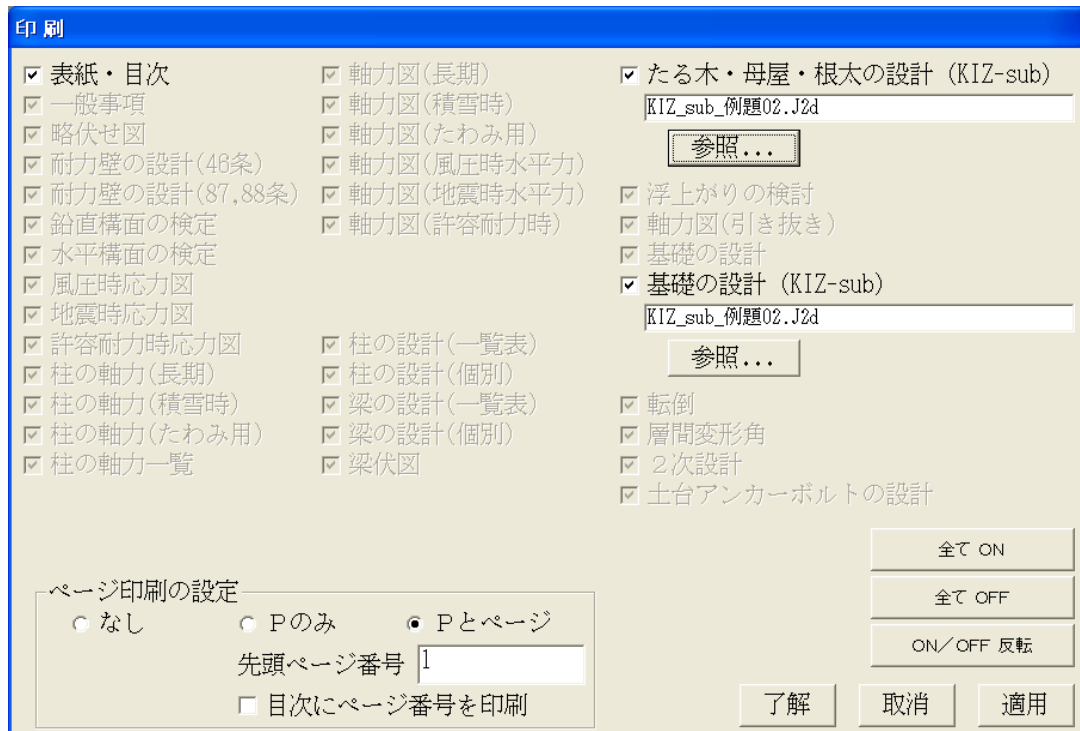 印刷
表紙・目次
一般事項
略伏せ図
耐力壁の設計(46条)
耐力壁の設計(87,88条)
鉛直構面の検定
水平構面の検定
風圧時応力図
地震時応力図
許容耐力時応力図
柱の軸力(長期)
柱の軸力(積雪時)
柱の軸力(たわみ用)
柱の軸力一覧
軸力図(長期)
軸力図(積雪時)
軸力図(たわみ用)
軸力図(風圧時水平力)
軸力図(地震時水平力)
軸力図(許容耐力時)
柱の設計(一覧表)
柱の設計(個別)
梁の設計(一覧表)
梁の設計(個別)
梁伏図
たる木・母屋・根太の設計 (KIZ-sub)
KIZ_sub_例題02.J2d
参照...
浮上がりの検討
軸力図(引き抜き)
基礎の設計
基礎の設計 (KIZ-sub)
KIZ_sub_例題02.J2d
参照...
転倒
層間変形角
２次設計
土台アンカーボルトの設計
ページ印刷の設定
なし Ｐのみ Ｐとページ
先頭ページ番号 1
目次にページ番号を印刷
全て ON
全て OFF
ON／OFF 反転
了解 取消 適用